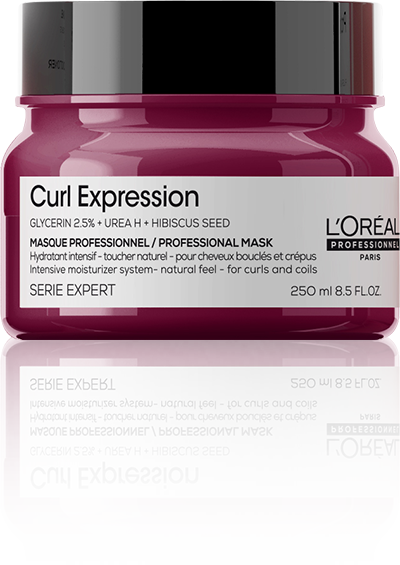 Curl Expression
GLYCERIN 2.5% + UREA H + HIBISCUS SEED
MASQUE PROFESSIONNEL / PROFESSIONAL MASK
Hydratant intensif - toucher naturel - pour cheveux bouclés et crépus
Intensive moisturizer system- natural feel - for curls and coils
SERIE EXPERT
250 ml 8.5 FL.OZ.
L'ORÉAL
PROFESSIONNEL
PARIS